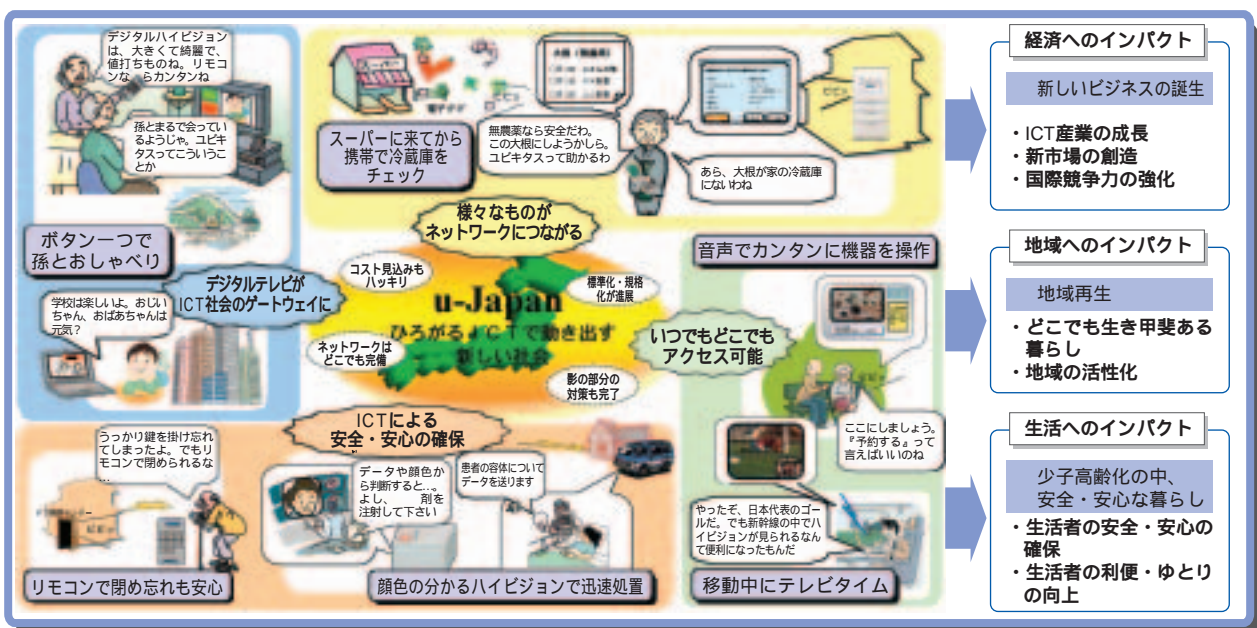 デジタルハイビジョン
は、大きくて綺麗で、
値打ちものね。リモコ
ンな らカンタンね
孫とまるで会ってい
るようじゃ。ユビキ
タスってこういうこ
とか
ボタン一つで
孫とおしゃべり
学校は楽しいよ。おじい
ちゃん、おばあちゃんは
元気？
デジタルテレビが
ICT社会のゲートウェイに
スーパーに来てから
携帯で冷蔵庫を
チェック
無農薬なら安全だわ。
この大根にしようかしら。
ユビキタスって助かるわ
あら、大根が家の冷蔵庫
にないわね
様々なものが
ネットワークにつながる
コスト見込みも
ハッキリ
標準化・規格
化が進展
u-Japan
ひろがるICTで動き出す
新しい社会
ネットワークは
どこでも完備
影の部分の
対策も完了
音声でカンタンに機器を操作
いつでもどこでも
アクセス可能
ここにしましょう。
『予約する』って
言えばいいのね
やったぞ、日本代表のゴー
ルだ。でも新幹線の中でハ
イビジョンが見られるなん
て便利になったもんだ
移動中にテレビタイム
ICTによる
安全・安心の確保
うっかり鍵を掛け忘れ
てしまったよ。でもリ
モコンで閉められるな
…
リモコンで閉め忘れも安心
データや顔色か
ら判断すると…。
よし、 剤を
注射して下さい
患者の容体について
データを送ります
顔色の分かるハイビジョンで迅速処置
経済へのインパクト
新しいビジネスの誕生
・ICT産業の成長
・新市場の創造
・国際競争力の強化
地域へのインパクト
地域再生
・どこでも生き甲斐ある
暮らし
・地域の活性化
生活へのインパクト
少子高齢化の中、
安全・安心な暮らし
・生活者の安全・安心の
確保
・生活者の利便・ゆとり
の向上